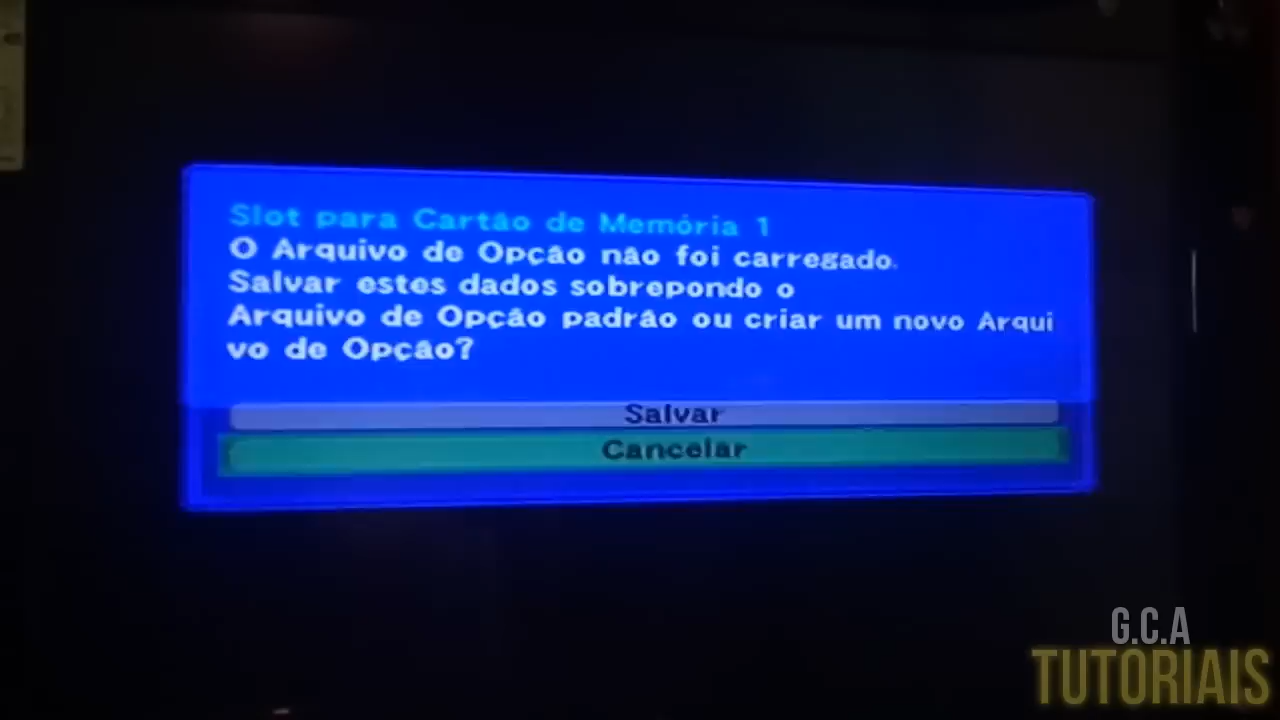 Slot para Cartão de Memória 1
O Arquivo de Opção não foi carregado.
Salvar estes dados sobrepondo o
Arquivo de Opção padrão ou criar um novo Arqui
vo de Opção?
Salvar
Cancelar
G.C.A
TUTORIAIS